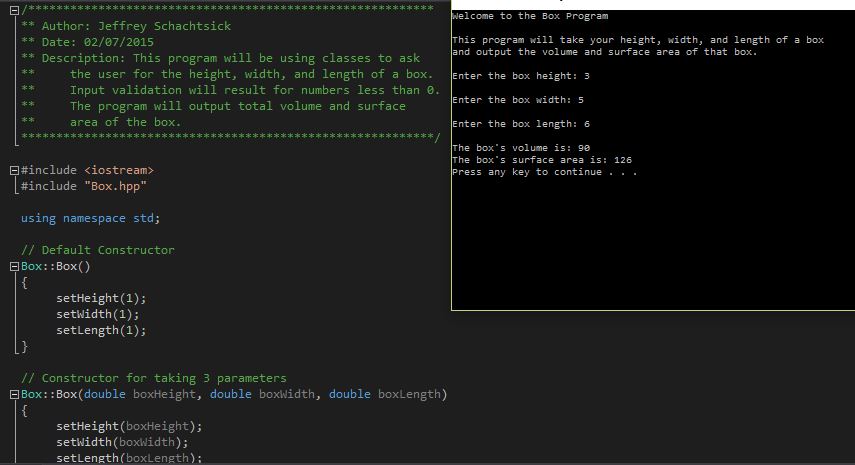 /**********************************************************
** Author: Jeffrey Schachtsick
** Date: 02/07/2015
** Description: This program will be using classes to ask
** the user for the height, width, and length of a box.
** Input validation will result for numbers less than 0.
** The program will output total volume and surface
** area of the box.
***********************************************************/
#include <iostream>
#include "Box.hpp"
using namespace std;
// Default Constructor
Box::Box()
{
setHeight(1);
setWidth(1);
setLength(1);
}
// Constructor for taking 3 parameters
Box::Box(double boxHeight, double boxWidth, double boxLength)
{
setHeight(boxHeight);
setWidth(boxWidth);
setLength(boxLength);
Welcome to the Box Program
This program will take your height, width, and length of a box
and output the volume and surface area of that box.
Enter the box height: 3
Enter the box width: 5
Enter the box length: 6
The box's volume is: 90
The box's surface area is: 126
Press any key to continue . . .